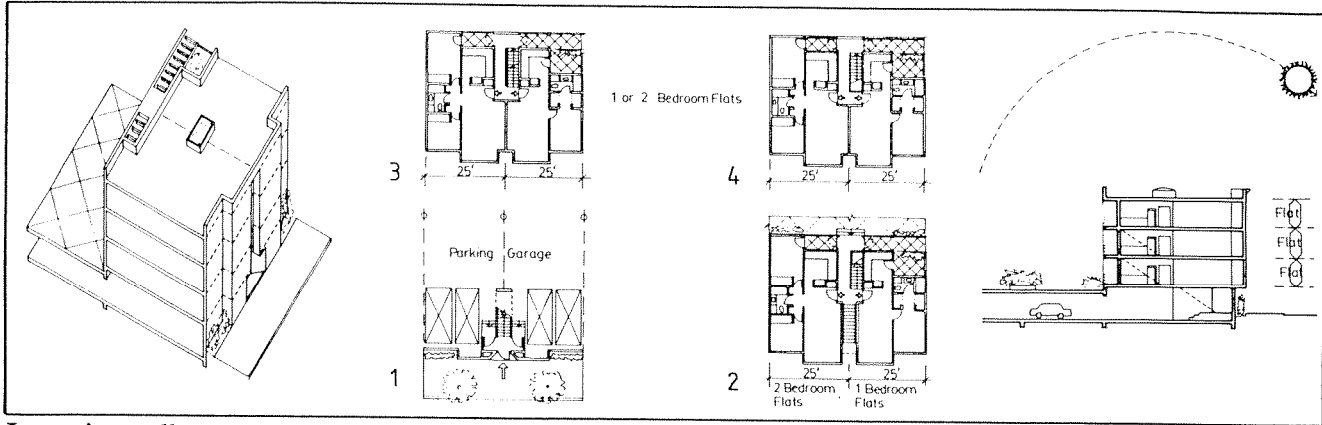 3
25' 25'
1 or 2 Bedroom Flats
4
25' 25'
Parking Garage
1
2
25' 25'
2 Bedroom Flats
1 Bedroom Flats
Flat
Flat
Flat